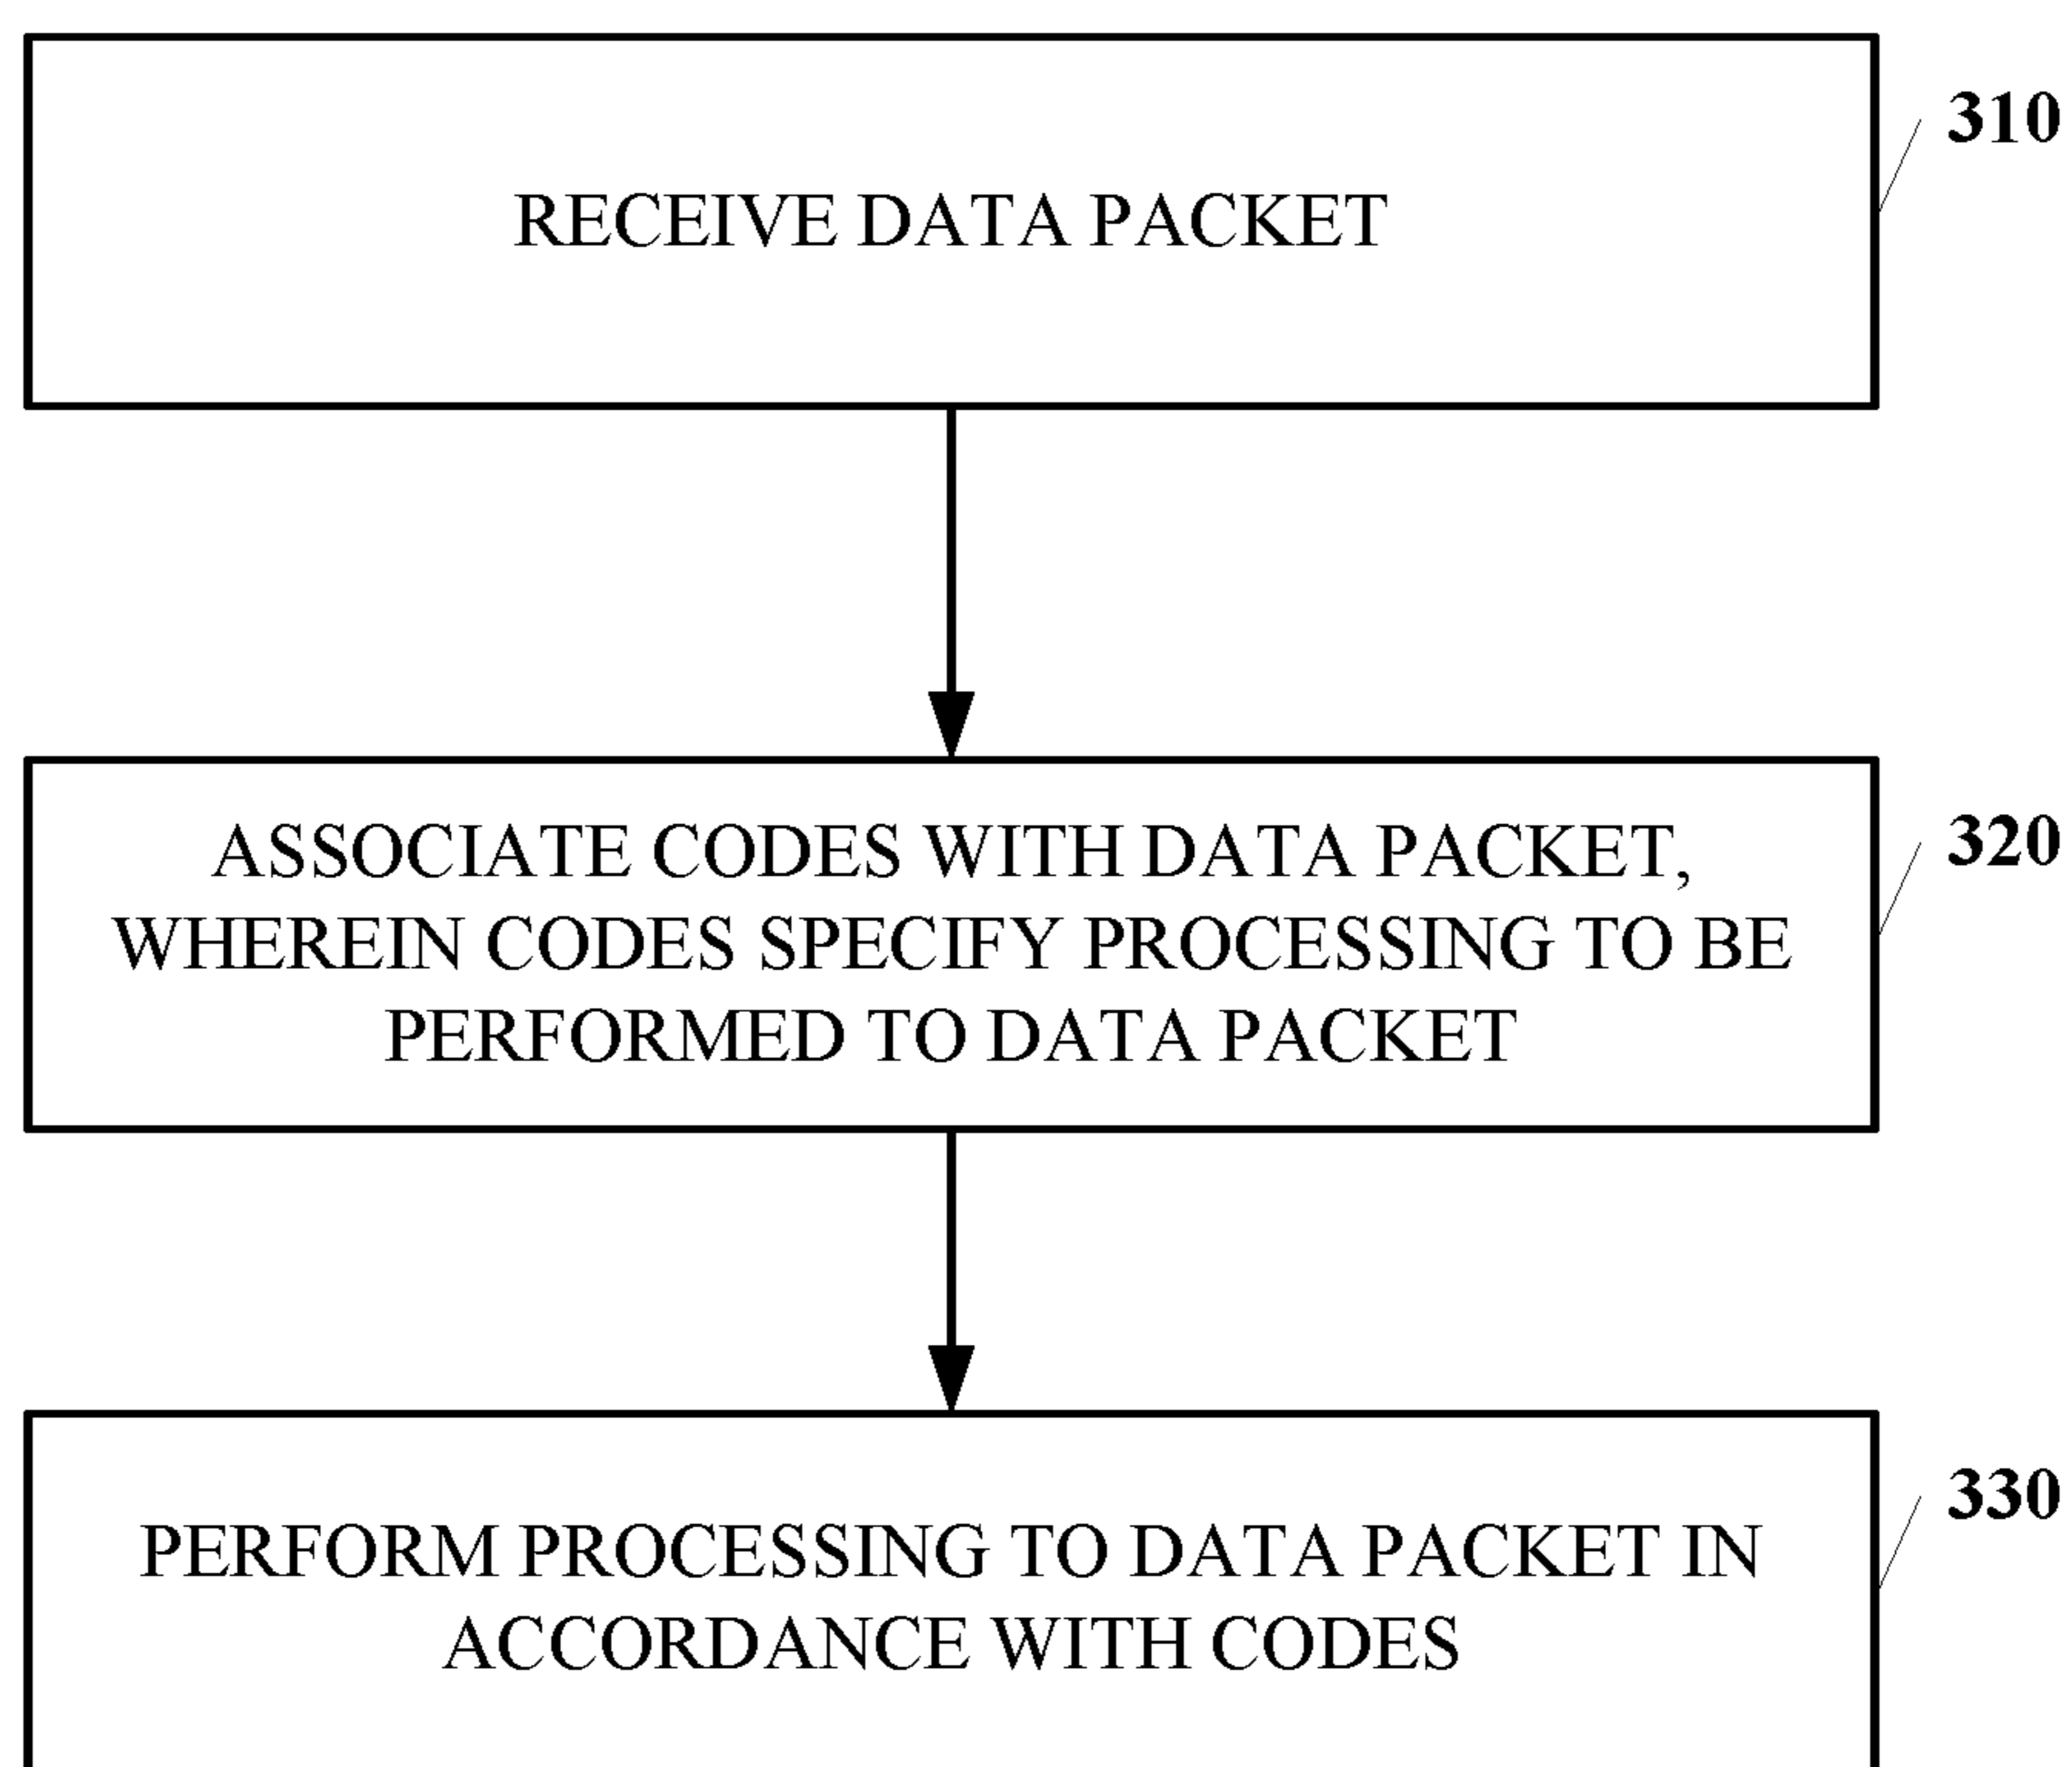 310
RECEIVE DATA PACKET
320
ASSOCIATE CODES WITH DATA PACKET,
WHEREIN CODES SPECIFY PROCESSING TO BE
PERFORMED TO DATA PACKET
330
PERFORM PROCESSING TO DATA PACKET IN
ACCORDANCE WITH CODES